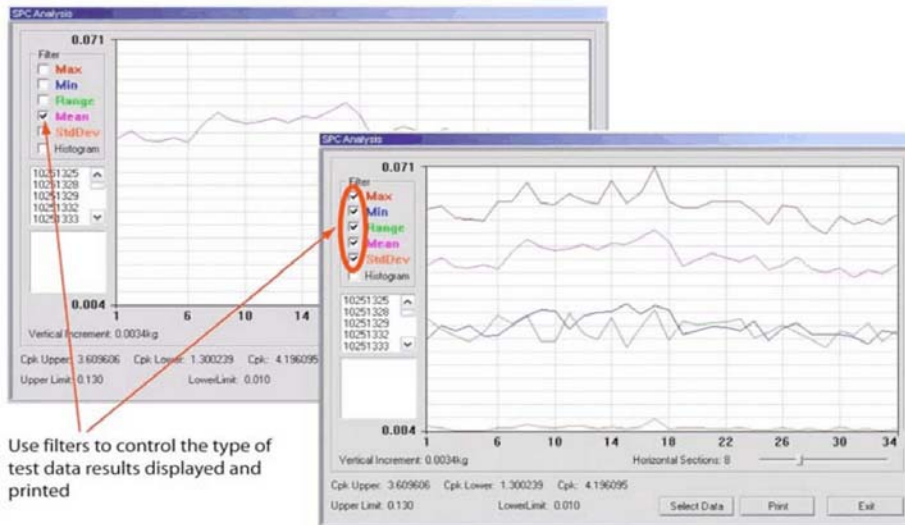 SPC Analysis
0.071
Filter
Max
Min
Range
Mean
StdDev
Histogram
10251325
10251328
10251329
10251332
10251333
0.004
1 6 10 14
Vertical Increment: 0.0034kg
Cpk Upper: 3.609606 Cpk Lower: 1.300239 Cpk: 4.196095
Upper Limit: 0.130 LowerLimit: 0.010
SPC Analysis
0.071
Filter
Max
Min
Range
Mean
StdDev
Histogram
10251325
10251328
10251329
10251332
10251333
0.004
1 6 10 14 18 22 26 30 34
Vertical Increment: 0.0034kg Horizontal Sections: 8
Cpk Upper: 3.609606 Cpk Lower: 1.300239 Cpk: 4.196095
Upper Limit: 0.130 LowerLimit: 0.010 Select Data Print Exit
Use filters to control the type of
test data results displayed and
printed